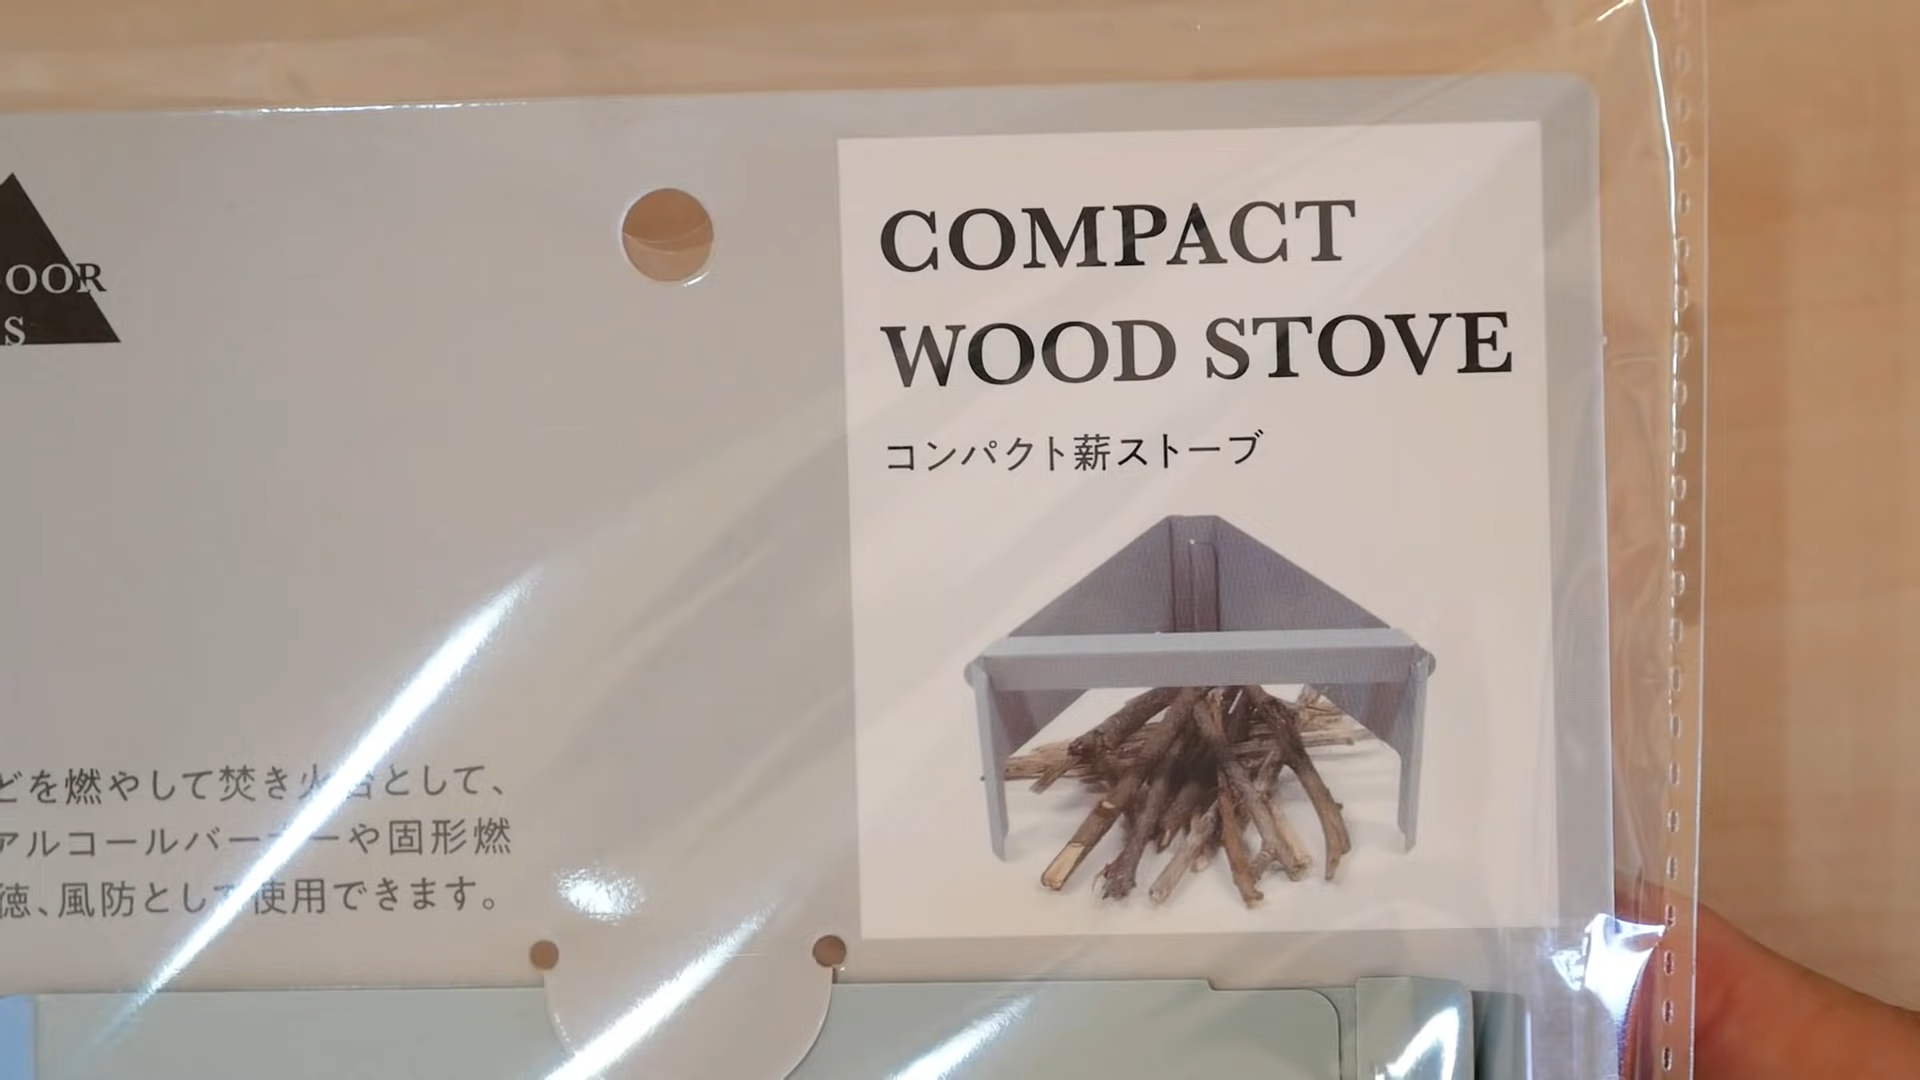 OOR
S
COMPACT
WOOD STOVE
コンパクト薪ストーブ
どを燃やして焚き火台として、
アルコールバーナーや固形燃
徳、風防として使用できます。